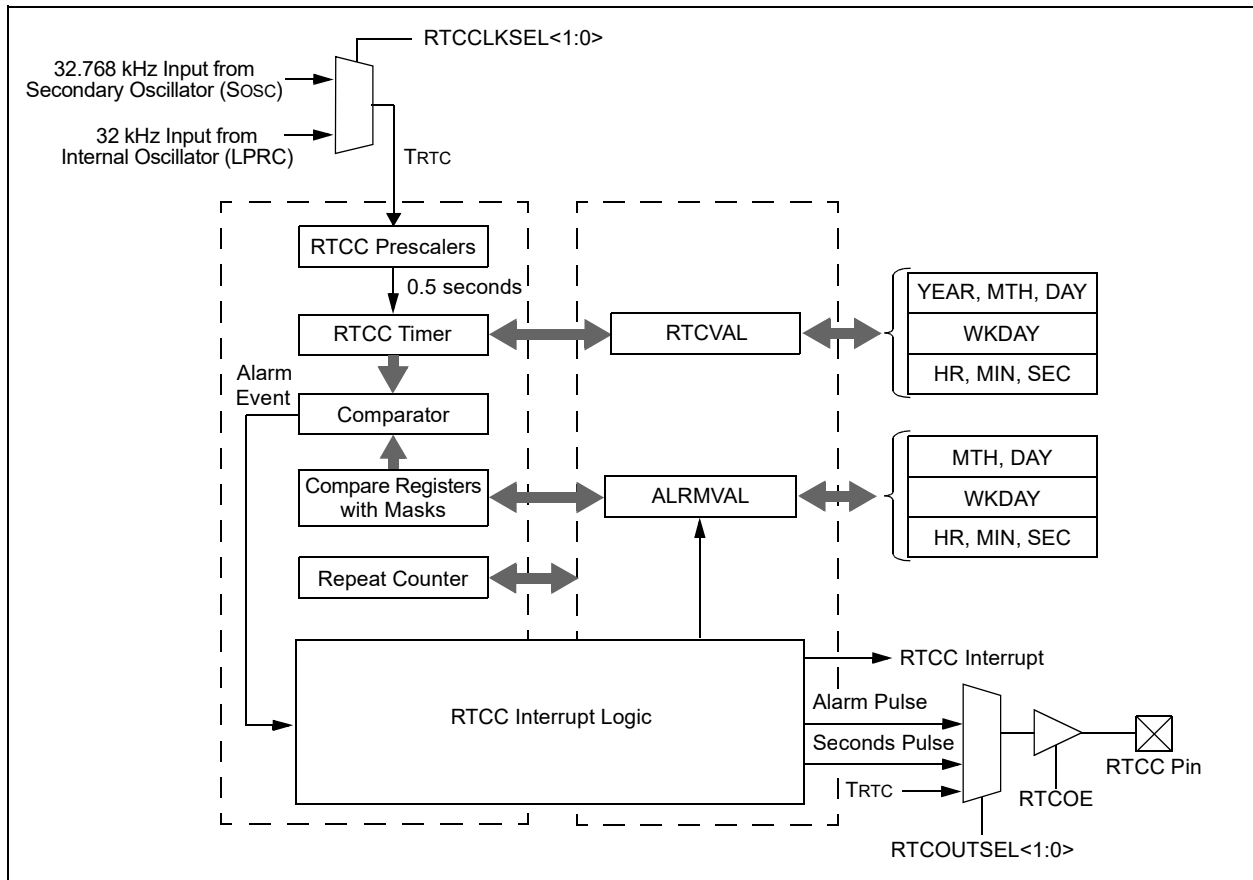 RTCCLKSEL<1:0>
32.768 kHz Input from
Secondary Oscillator (SOSC)
32 kHz Input from
Internal Oscillator (LPRC)
TRTC
RTCC Prescalers
0.5 seconds
RTCC Timer
RTCVAL
YEAR, MTH, DAY
WKDAY
HR, MIN, SEC
Alarm
Event
Comparator
Compare Registers
with Masks
ALRMVAL
MTH, DAY
WKDAY
HR, MIN, SEC
Repeat Counter
RTCC Interrupt Logic
RTCC Interrupt
Alarm Pulse
Seconds Pulse
TRTC
RTCC Pin
RTCOE
RTCOUTSEL<1:0>